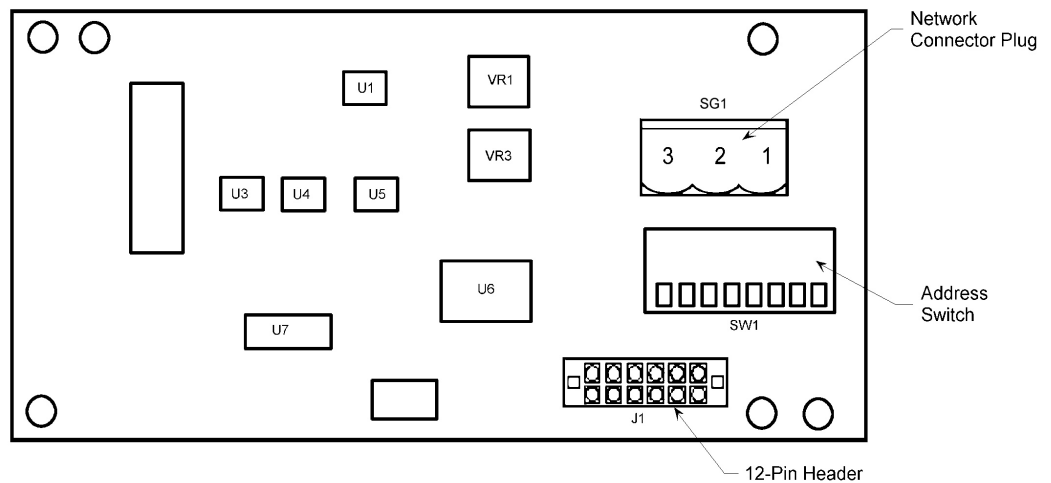 Network
Connector Plug
U1
VR1
SG1
VR3
3 2 1
U3
U4
U5
U6
Address
Switch
SW1
U7
J1
12-Pin Header